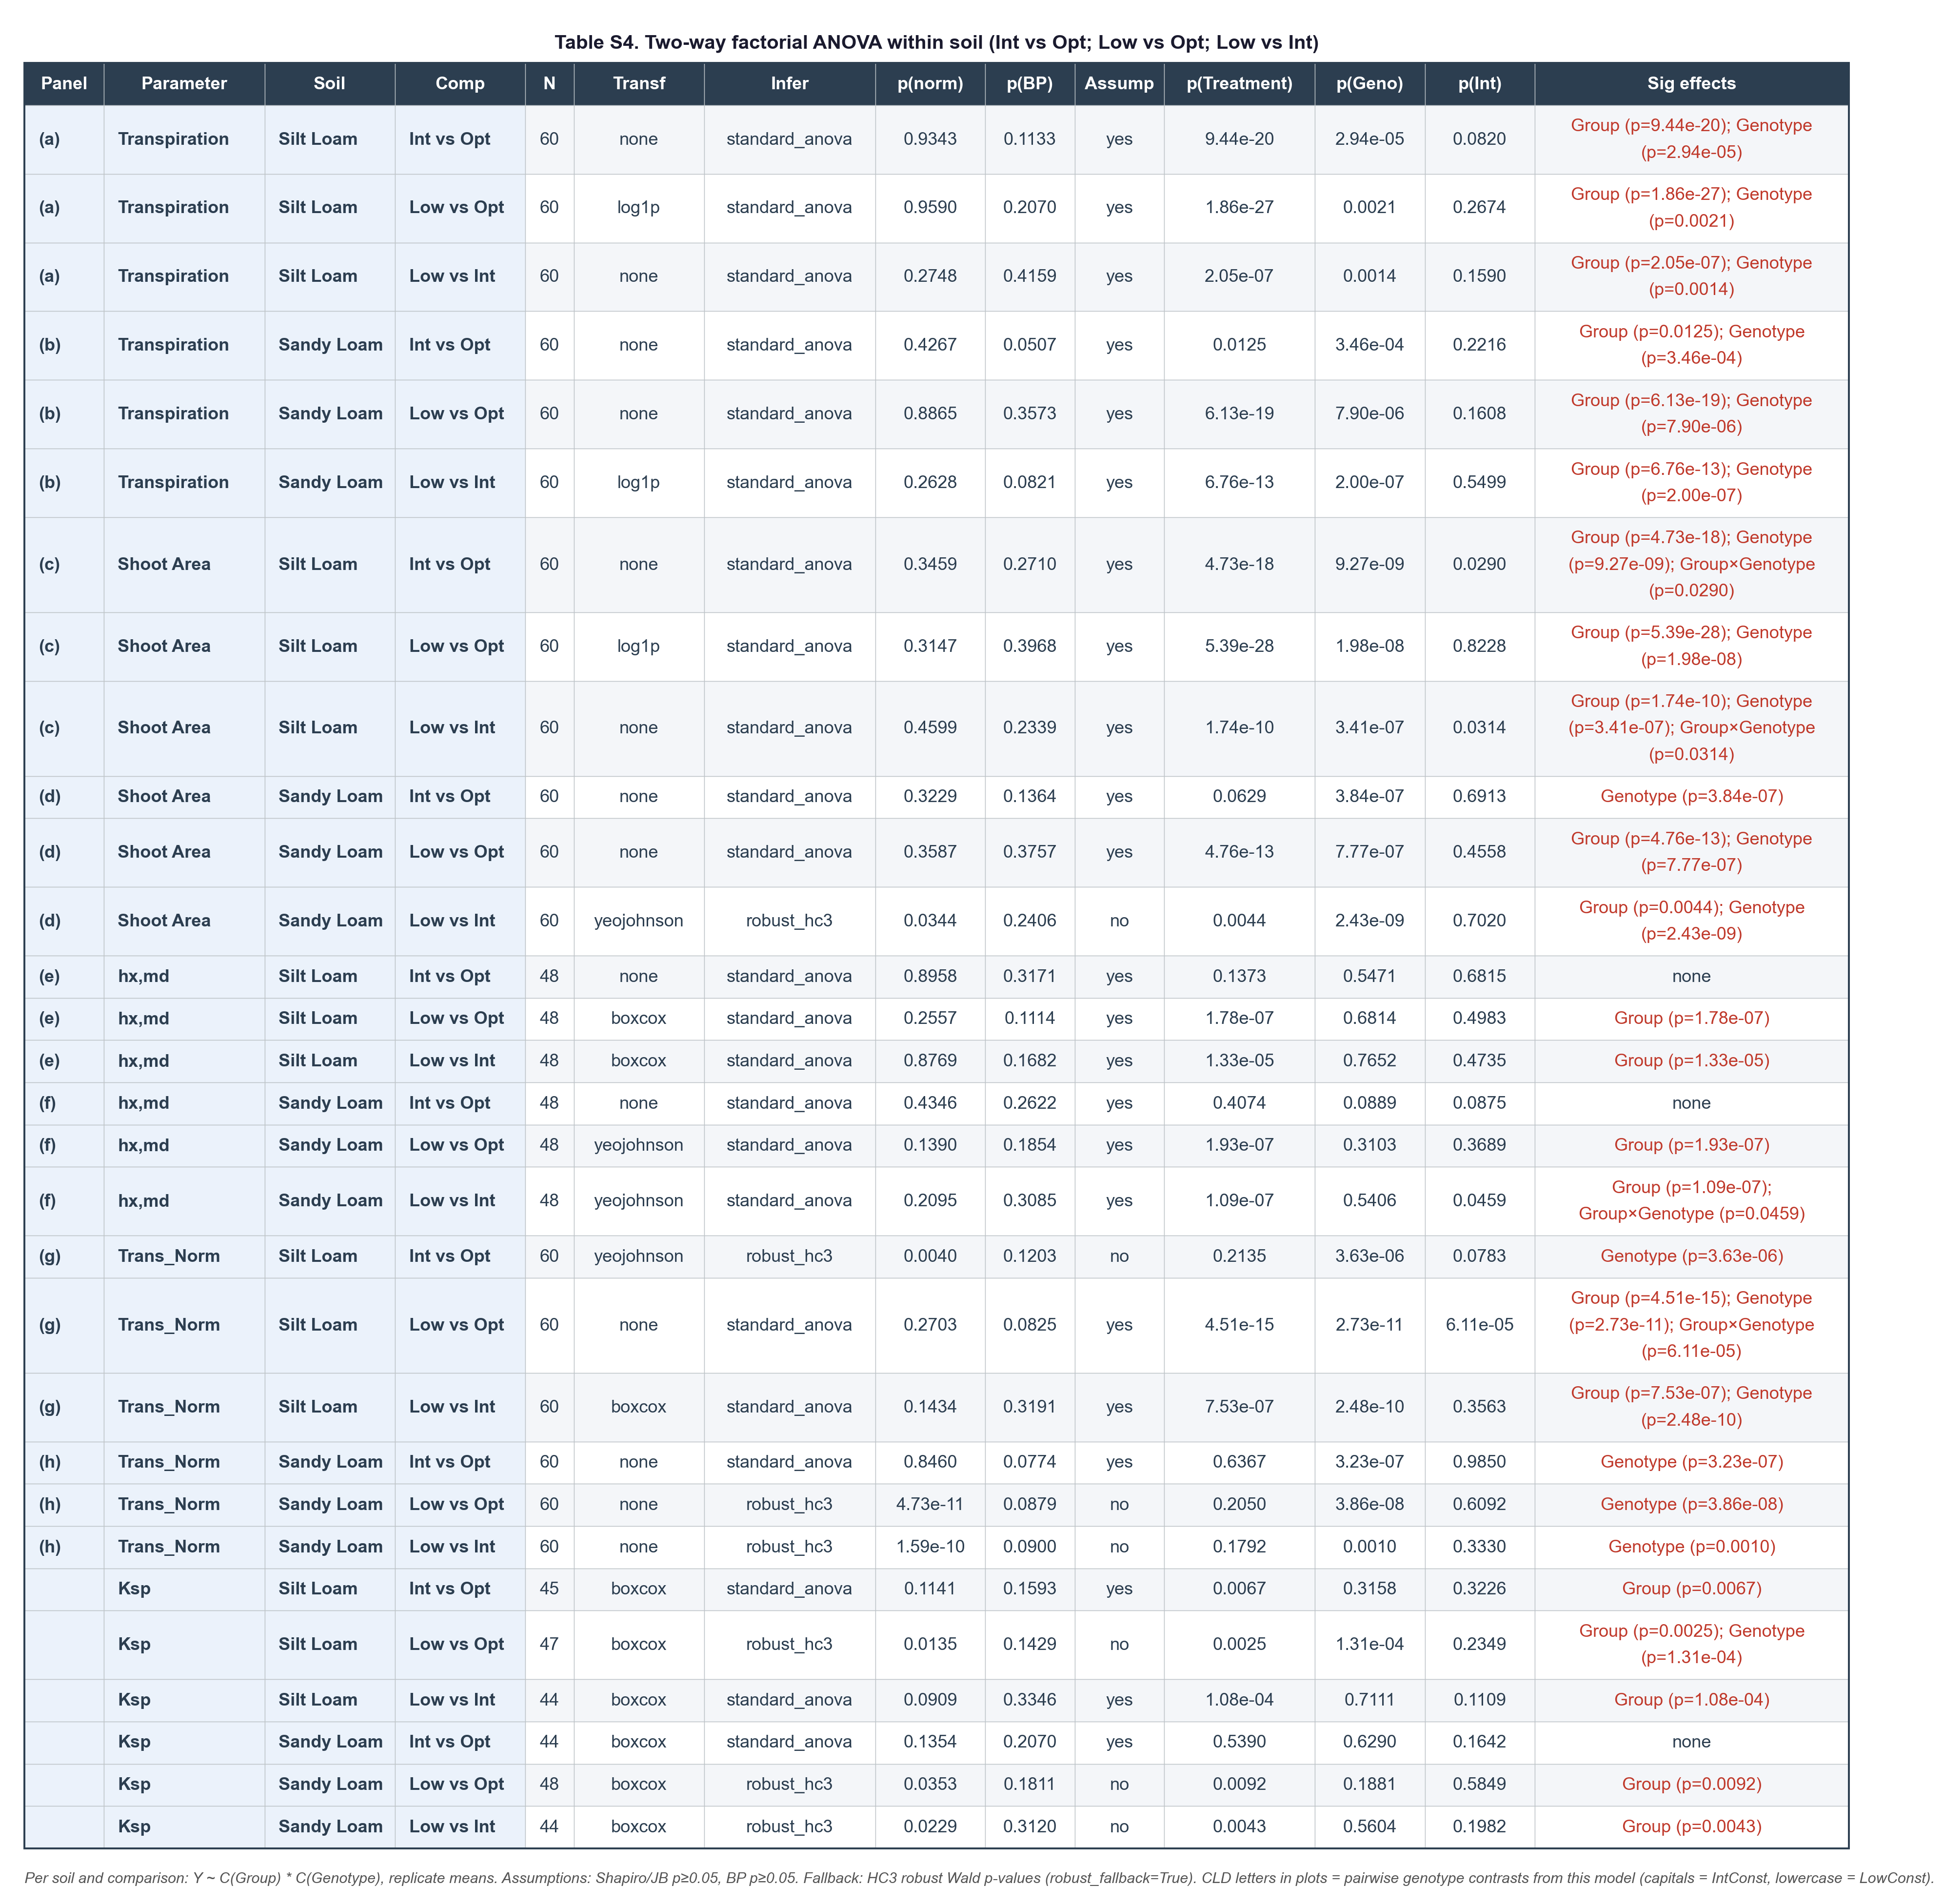 Table S4. Two-way factorial ANOVA within soil (Int vs Opt; Low vs Opt; Low vs Int)
Panel Parameter Soil Comp N Transf Infer p(norm) p(BP) Assump p(Treatment) p(Geno) p(Int) Sig effects
(a) Transpiration Silt Loam Int vs Opt 60 none standard_anova 0.9343 0.1133 yes 9.44e-20 2.94e-05 0.0820 Group (p=9.44e-20); Genotype
(p=2.94e-05)
(a) Transpiration Silt Loam Low vs Opt 60 log1p standard_anova 0.9590 0.2070 yes 1.86e-27 0.0021 0.2674 Group (p=1.86e-27); Genotype
(p=0.0021)
(a) Transpiration Silt Loam Low vs Int 60 none standard_anova 0.2748 0.4159 yes 2.05e-07 0.0014 0.1590 Group (p=2.05e-07); Genotype
(p=0.0014)
(b) Transpiration Sandy Loam Int vs Opt 60 none standard_anova 0.4267 0.0507 yes 0.0125 3.46e-04 0.2216 Group (p=0.0125); Genotype
(p=3.46e-04)
(b) Transpiration Sandy Loam Low vs Opt 60 none standard_anova 0.8865 0.3573 yes 6.13e-19 7.90e-06 0.1608 Group (p=6.13e-19); Genotype
(p=7.90e-06)
(b) Transpiration Sandy Loam Low vs Int 60 log1p standard_anova 0.2628 0.0821 yes 6.76e-13 2.00e-07 0.5499 Group (p=6.76e-13); Genotype
(p=2.00e-07)
(c) Shoot Area Silt Loam Int vs Opt 60 none standard_anova 0.3459 0.2710 yes 4.73e-18 9.27e-09 0.0290 Group (p=4.73e-18); Genotype
(p=9.27e-09); Group×Genotype
(p=0.0290)
(c) Shoot Area Silt Loam Low vs Opt 60 log1p standard_anova 0.3147 0.3968 yes 5.39e-28 1.98e-08 0.8228 Group (p=5.39e-28); Genotype
(p=1.98e-08)
(c) Shoot Area Silt Loam Low vs Int 60 none standard_anova 0.4599 0.2339 yes 1.74e-10 3.41e-07 0.0314 Group (p=1.74e-10); Genotype
(p=3.41e-07); Group×Genotype
(p=0.0314)
(d) Shoot Area Sandy Loam Int vs Opt 60 none standard_anova 0.3229 0.1364 yes 0.0629 3.84e-07 0.6913 Genotype (p=3.84e-07)
(d) Shoot Area Sandy Loam Low vs Opt 60 none standard_anova 0.3587 0.3757 yes 4.76e-13 7.77e-07 0.4558 Group (p=4.76e-13); Genotype
(p=7.77e-07)
(d) Shoot Area Sandy Loam Low vs Int 60 yeojohnson robust_hc3 0.0344 0.2406 no 0.0044 2.43e-09 0.7020 Group (p=0.0044); Genotype
(p=2.43e-09)
(e) hx,md Silt Loam Int vs Opt 48 none standard_anova 0.8958 0.3171 yes 0.1373 0.5471 0.6815 none
(e) hx,md Silt Loam Low vs Opt 48 boxcox standard_anova 0.2557 0.1114 yes 1.78e-07 0.6814 0.4983 Group (p=1.78e-07)
(e) hx,md Silt Loam Low vs Int 48 boxcox standard_anova 0.8769 0.1682 yes 1.33e-05 0.7652 0.4735 Group (p=1.33e-05)
(f) hx,md Sandy Loam Int vs Opt 48 none standard_anova 0.4346 0.2622 yes 0.4074 0.0889 0.0875 none
(f) hx,md Sandy Loam Low vs Opt 48 yeojohnson standard_anova 0.1390 0.1854 yes 1.93e-07 0.3103 0.3689 Group (p=1.93e-07)
(f) hx,md Sandy Loam Low vs Int 48 yeojohnson standard_anova 0.2095 0.3085 yes 1.09e-07 0.5406 0.0459 Group (p=1.09e-07);
Group×Genotype (p=0.0459)
(g) Trans_Norm Silt Loam Int vs Opt 60 yeojohnson robust_hc3 0.0040 0.1203 no 0.2135 3.63e-06 0.0783 Genotype (p=3.63e-06)
(g) Trans_Norm Silt Loam Low vs Opt 60 none standard_anova 0.2703 0.0825 yes 4.51e-15 2.73e-11 6.11e-05 Group (p=4.51e-15); Genotype
(p=2.73e-11); Group×Genotype
(p=6.11e-05)
(g) Trans_Norm Silt Loam Low vs Int 60 boxcox standard_anova 0.1434 0.3191 yes 7.53e-07 2.48e-10 0.3563 Group (p=7.53e-07); Genotype
(p=2.48e-10)
(h) Trans_Norm Sandy Loam Int vs Opt 60 none standard_anova 0.8460 0.0774 yes 0.6367 3.23e-07 0.9850 Genotype (p=3.23e-07)
(h) Trans_Norm Sandy Loam Low vs Opt 60 none robust_hc3 4.73e-11 0.0879 no 0.2050 3.86e-08 0.6092 Genotype (p=3.86e-08)
(h) Trans_Norm Sandy Loam Low vs Int 60 none robust_hc3 1.59e-10 0.0900 no 0.1792 0.0010 0.3330 Genotype (p=0.0010)
Ksp Silt Loam Int vs Opt 45 boxcox standard_anova 0.1141 0.1593 yes 0.0067 0.3158 0.3226 Group (p=0.0067)
Ksp Silt Loam Low vs Opt 47 boxcox robust_hc3 0.0135 0.1429 no 0.0025 1.31e-04 0.2349 Group (p=0.0025); Genotype
(p=1.31e-04)
Ksp Silt Loam Low vs Int 44 boxcox standard_anova 0.0909 0.3346 yes 1.08e-04 0.7111 0.1109 Group (p=1.08e-04)
Ksp Sandy Loam Int vs Opt 44 boxcox standard_anova 0.1354 0.2070 yes 0.5390 0.6290 0.1642 none
Ksp Sandy Loam Low vs Opt 48 boxcox robust_hc3 0.0353 0.1811 no 0.0092 0.1881 0.5849 Group (p=0.0092)
Ksp Sandy Loam Low vs Int 44 boxcox robust_hc3 0.0229 0.3120 no 0.0043 0.5604 0.1982 Group (p=0.0043)
Per soil and comparison: Y ~ C(Group) * C(Genotype), replicate means. Assumptions: Shapiro/JB p≥0.05, BP p≥0.05. Fallback: HC3 robust Wald p-values (robust_fallback=True). CLD letters in plots = pairwise genotype contrasts from this model (capitals = IntConst, lowercase = LowConst).